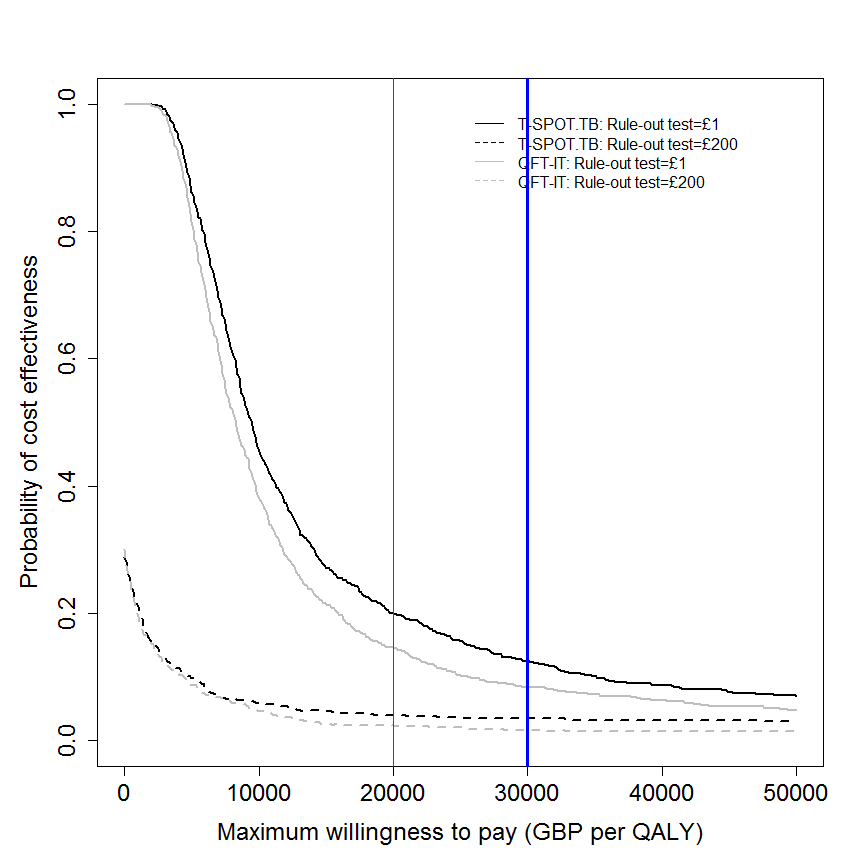 T-SPOT.TB: Rule-out test=£1
T-SPOT.TB: Rule-out test=£200
QFT-IT: Rule-out test=£1
QFT-IT: Rule-out test=£200
Probability of cost effectiveness
1.0
0.8
0.6
0.4
0.2
0.0
0 10000 20000 30000 40000 50000
Maximum willingness to pay (GBP per QALY)